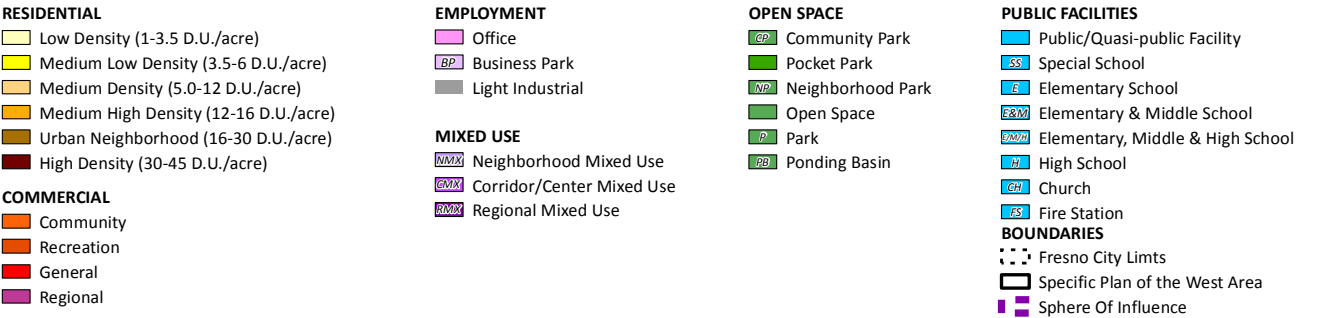 RESIDENTIAL
Low Density (1-3.5 D.U./acre)
Medium Low Density (3.5-6 D.U./acre)
Medium Density (5.0-12 D.U./acre)
Medium High Density (12-16 D.U./acre)
Urban Neighborhood (16-30 D.U./acre)
High Density (30-45 D.U./acre)
COMMERCIAL
Community
Recreation
General
Regional
EMPLOYMENT
Office
BP Business Park
Light Industrial
MIXED USE
NMX Neighborhood Mixed Use
CMX Corridor/Center Mixed Use
RMX Regional Mixed Use
OPEN SPACE
CP Community Park
Pocket Park
NP Neighborhood Park
Open Space
P Park
PB Ponding Basin
PUBLIC FACILITIES
Public/Quasi-public Facility
SS Special School
E Elementary School
E&M Elementary & Middle School
E/M/H Elementary, Middle & High School
H High School
CH Church
FS Fire Station
BOUNDARIES
Fresno City Limts
Specific Plan of the West Area
Sphere Of Influence